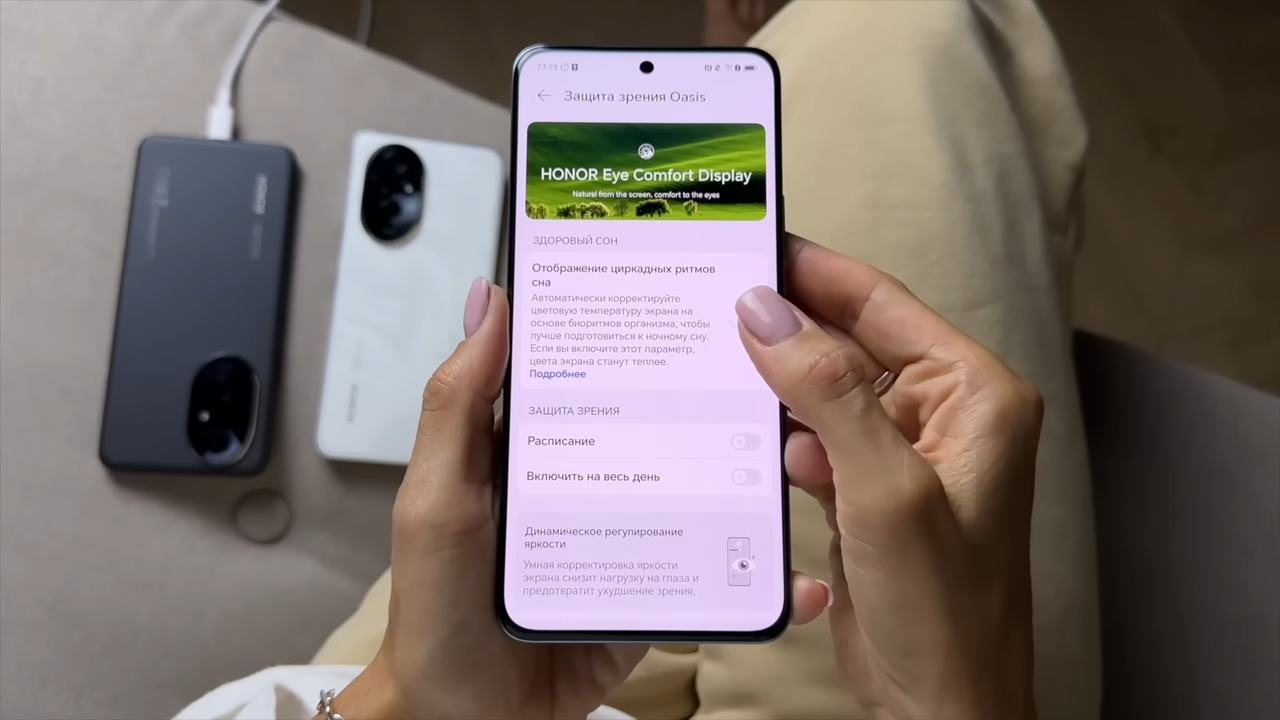 23:28
Защита зрения Oasis
HONOR Eye Comfort Display
Natural from the screen, comfort to the eyes
ЗДОРОВЫЙ СОН
Отображение циркадных ритмов
сна
Автоматически корректируйте
цветовую температуру экрана на
основе биоритмов организма, чтобы
лучше подготовиться к ночному сну.
Если вы включите этот параметр,
цвета экрана станут теплее.
Подробнее
ЗАЩИТА ЗРЕНИЯ
Расписание
Включить на весь день
Динамическое регулирование
яркости
Умная корректировка яркости
экрана снизит нагрузку на глаза и
предотвратит ухудшение зрения.
HONOR
HONOR